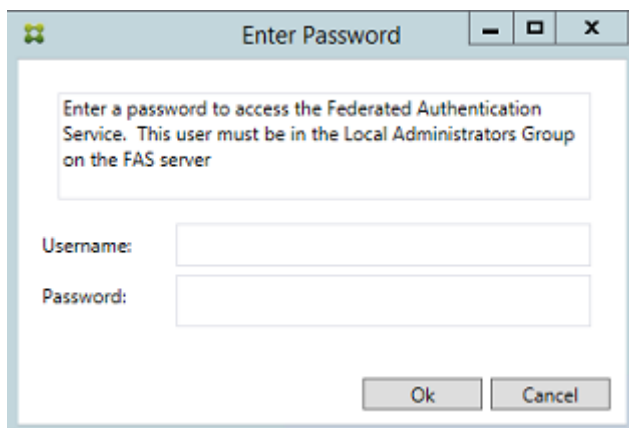 Enter Password
Enter a password to access the Federated Authentication
Service.  This user must be in the Local Administrators Group
on the FAS server
Username:
Password:
Ok
Cancel